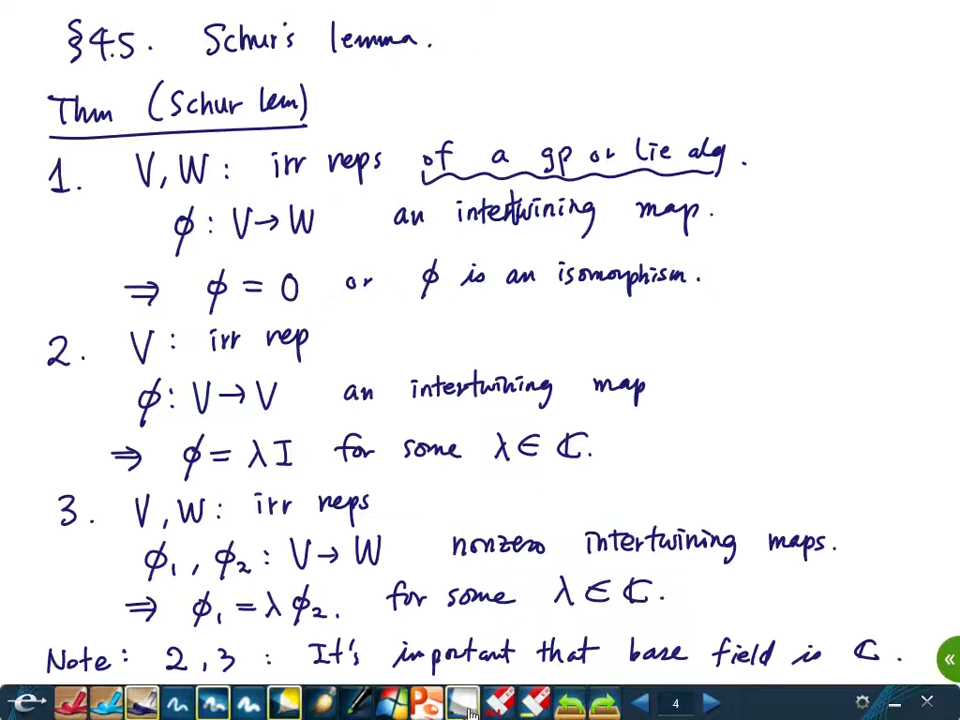 §4.5. Schur's lemma.
Thm (Schur lem)
1. V, W : irr reps of a gp or Lie alg.
ϕ : V → W an intertwining map.
⇒ ϕ = 0 or ϕ is an isomorphism.
2. V : irr rep
ϕ : V → V an intertwining map
⇒ ϕ = λI for some λ ∈ ℂ.
3. V, W : irr reps
ϕ₁, ϕ₂ : V → W nonzero intertwining maps.
⇒ ϕ₁ = λϕ₂. for some λ ∈ ℂ.
Note : 2, 3 : It's important that base field is ℂ.
4